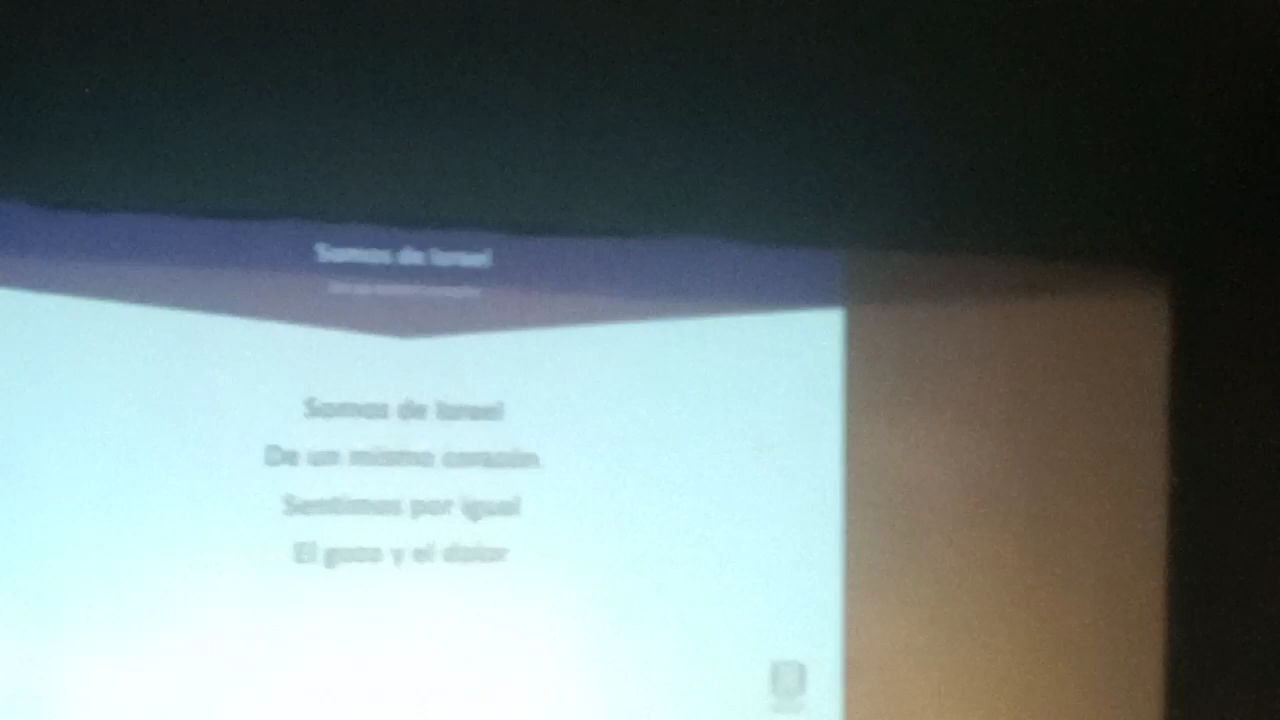 Somos de Israel
Somos de Israel
De un mismo corazón
Sentimos por igual
El gozo y el dolor